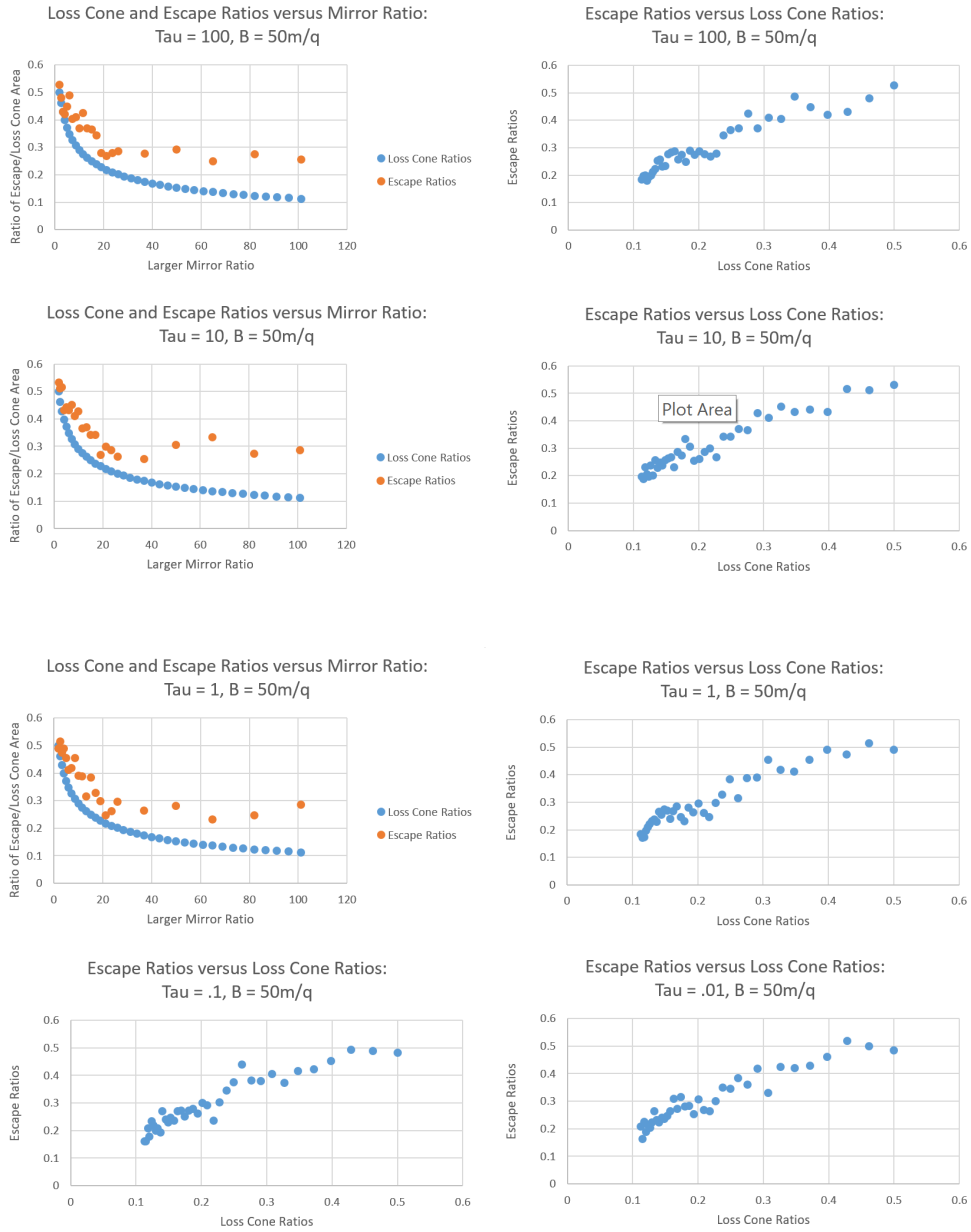 Loss Cone and Escape Ratios versus Mirror Ratio:
Tau = 100, B = 50m/q
Ratio of Escape/Loss Cone Area
0.6
0.5
0.4
0.3
0.2
0.1
0
0 20 40 60 80 100 120
Larger Mirror Ratio
Loss Cone Ratios
Escape Ratios
Escape Ratios versus Loss Cone Ratios:
Tau = 100, B = 50m/q
Escape Ratios
0.6
0.5
0.4
0.3
0.2
0.1
0
0 0.1 0.2 0.3 0.4 0.5 0.6
Loss Cone Ratios
Loss Cone and Escape Ratios versus Mirror Ratio:
Tau = 10, B = 50m/q
Ratio of Escape/Loss Cone Area
0.6
0.5
0.4
0.3
0.2
0.1
0
0 20 40 60 80 100 120
Larger Mirror Ratio
Loss Cone Ratios
Escape Ratios
Escape Ratios versus Loss Cone Ratios:
Tau = 10, B = 50m/q
Escape Ratios
0.6
0.5
0.4
0.3
0.2
0.1
0
Plot Area
0 0.1 0.2 0.3 0.4 0.5 0.6
Loss Cone Ratios
Loss Cone and Escape Ratios versus Mirror Ratio:
Tau = 1, B = 50m/q
Ratio of Escape/Loss Cone Area
0.6
0.5
0.4
0.3
0.2
0.1
0
0 20 40 60 80 100 120
Larger Mirror Ratio
Loss Cone Ratios
Escape Ratios
Escape Ratios versus Loss Cone Ratios:
Tau = 1, B = 50m/q
Escape Ratios
0.6
0.5
0.4
0.3
0.2
0.1
0
0 0.1 0.2 0.3 0.4 0.5 0.6
Loss Cone Ratios
Escape Ratios versus Loss Cone Ratios:
Tau = .1, B = 50m/q
Escape Ratios
0.6
0.5
0.4
0.3
0.2
0.1
0
0 0.1 0.2 0.3 0.4 0.5 0.6
Loss Cone Ratios
Escape Ratios versus Loss Cone Ratios:
Tau = .01, B = 50m/q
Escape Ratios
0.6
0.5
0.4
0.3
0.2
0.1
0
0 0.1 0.2 0.3 0.4 0.5 0.6
Loss Cone Ratios